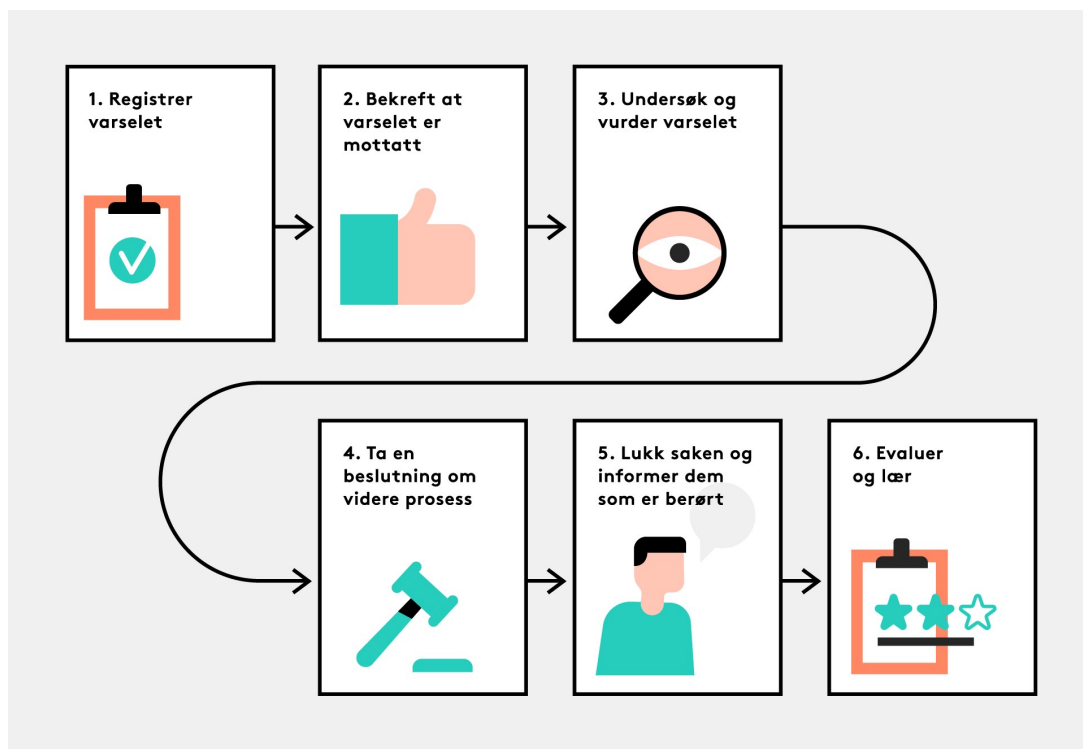 1. Registrer
varselet
2. Bekreft at
varselet er
mottatt
3. Undersøk og
vurder varselet
4. Ta en
beslutning om
videre prosess
5. Lukk saken og
informer dem
som er berørt
6. Evaluer
og lær